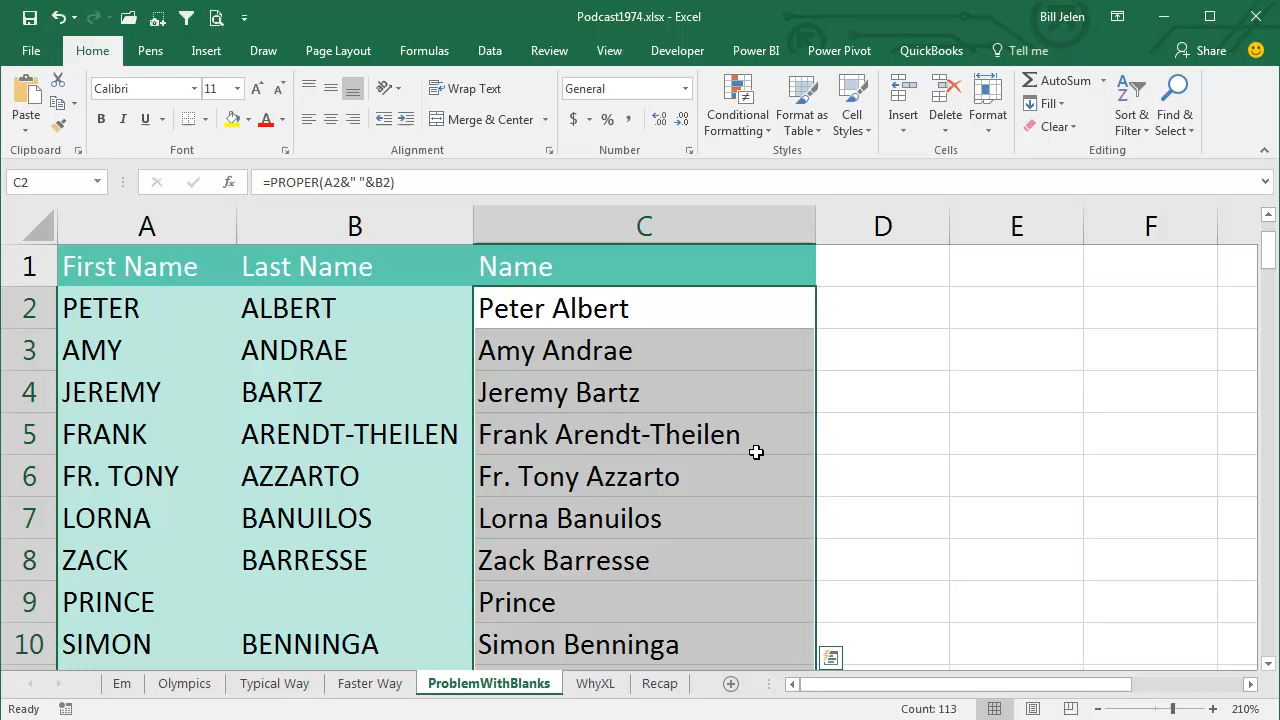 Podcast1974.xlsx - Excel
Bill Jelen
File Home Pens Insert Draw Page Layout Formulas Data Review View Developer Power BI Power Pivot QuickBooks Tell me Share
Paste
Clipboard
Calibri 11
B I U
Font
Wrap Text
Merge & Center
Alignment
General
$ % ,
Number
Conditional Formatting
Format as Table
Cell Styles
Styles
Insert Delete Format
Cells
AutoSum
Fill
Clear
Sort & Filter
Find & Select
Editing
C2 fx =PROPER(A2&" "&B2)
A B C D E F
1 First Name Last Name Name
2 PETER ALBERT Peter Albert
3 AMY ANDRAE Amy Andrae
4 JEREMY BARTZ Jeremy Bartz
5 FRANK ARENDT-THEILEN Frank Arendt-Theilen
6 FR. TONY AZZARTO Fr. Tony Azzarto
7 LORNA BANUILOS Lorna Banuilos
8 ZACK BARRESSE Zack Barresse
9 PRINCE Prince
10 SIMON BENNINGA Simon Benninga
Em Olympics Typical Way Faster Way ProblemWithBlanks WhyXL Recap
Ready Count: 113 210%